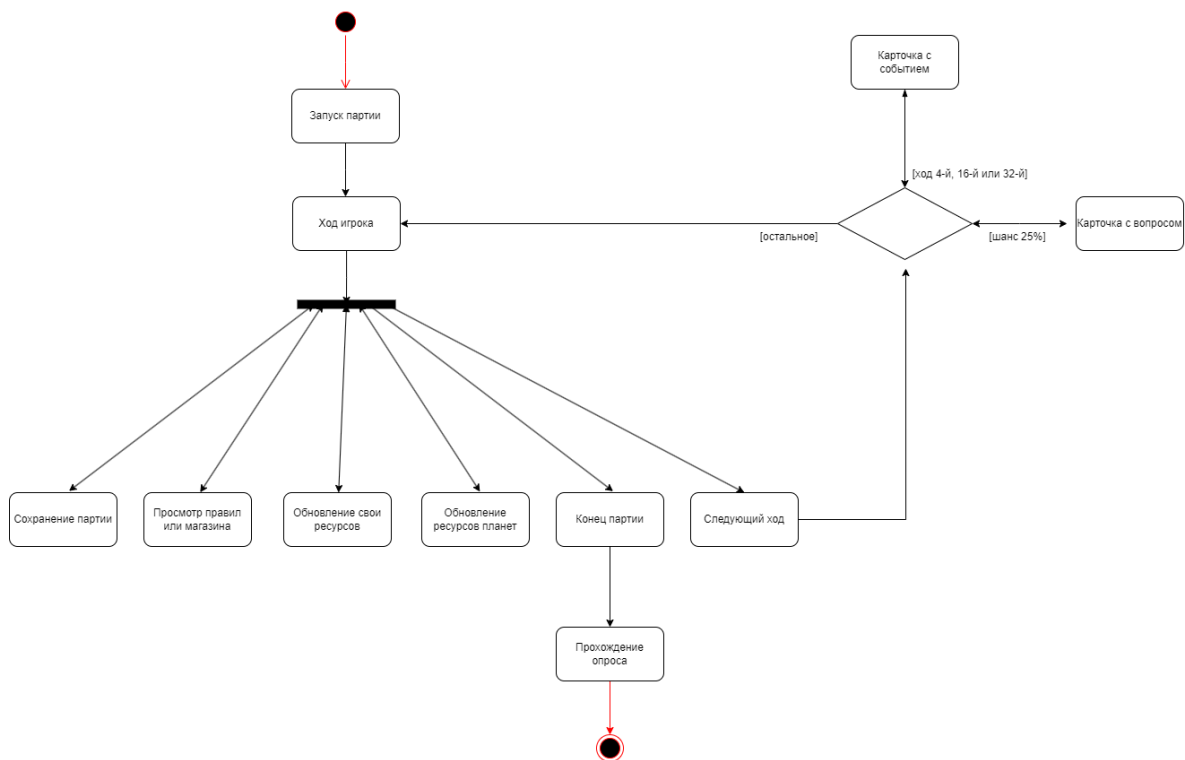 Карточка с
событием
Запуск партии
[ход 4-й, 16-й или 32-й]
Ход игрока
[остальное]
[шанс 25%]
Карточка с вопросом
Сохранение партии
Просмотр правил
или магазина
Обновление свои
ресурсов
Обновление
ресурсов планет
Конец партии
Следующий ход
Прохождение
опроса